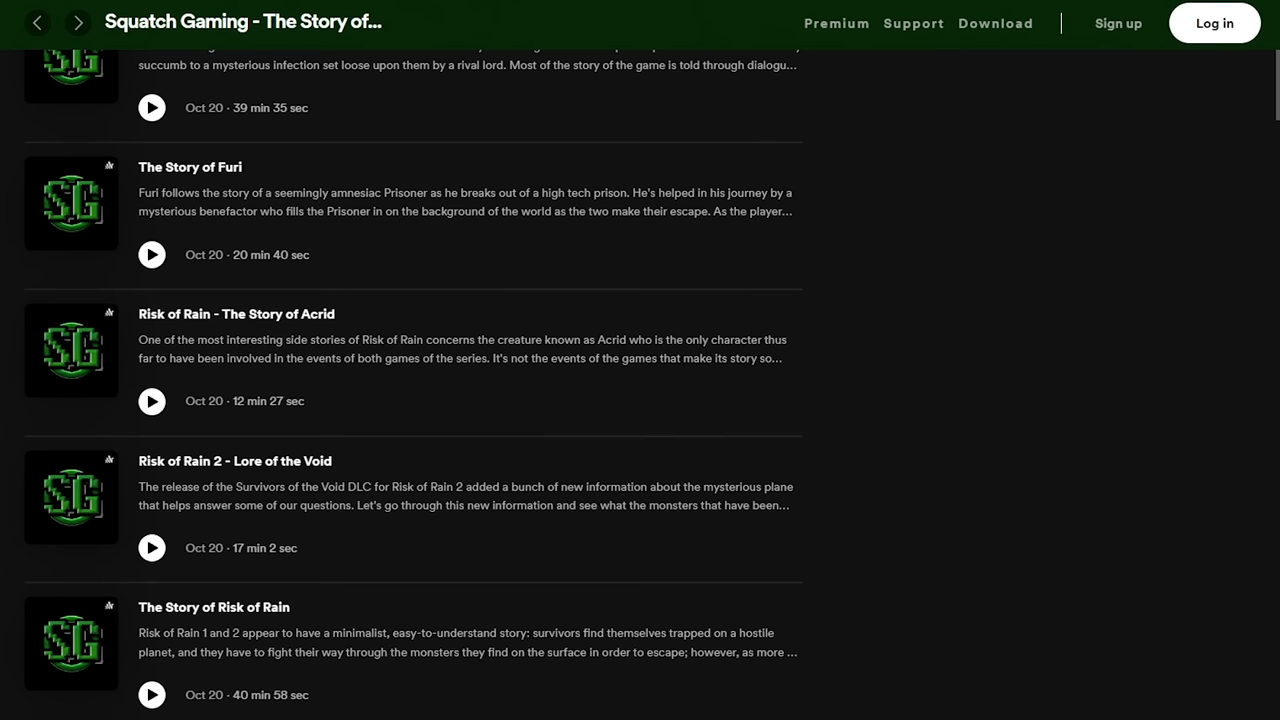 Squatch Gaming - The Story of...
Premium Support Download
Sign up
Log in
succumb to a mysterious infection set loose upon them by a rival lord. Most of the story of the game is told through dialogu...
Oct 20 · 39 min 35 sec
SG
The Story of Furi
Furi follows the story of a seemingly amnesiac Prisoner as he breaks out of a high tech prison. He's helped in his journey by a
mysterious benefactor who fills the Prisoner in on the background of the world as the two make their escape. As the player...
Oct 20 · 20 min 40 sec
SG
Risk of Rain - The Story of Acrid
One of the most interesting side stories of Risk of Rain concerns the creature known as Acrid who is the only character thus
far to have been involved in the events of both games of the series. It's not the events of the games that make its story so...
Oct 20 · 12 min 27 sec
SG
Risk of Rain 2 - Lore of the Void
The release of the Survivors of the Void DLC for Risk of Rain 2 added a bunch of new information about the mysterious plane
that helps answer some of our questions. Let's go through this new information and see what the monsters that have been...
Oct 20 · 17 min 2 sec
SG
The Story of Risk of Rain
Risk of Rain 1 and 2 appear to have a minimalist, easy-to-understand story: survivors find themselves trapped on a hostile
planet, and they have to fight their way through the monsters they find on the surface in order to escape; however, as more ...
Oct 20 · 40 min 58 sec